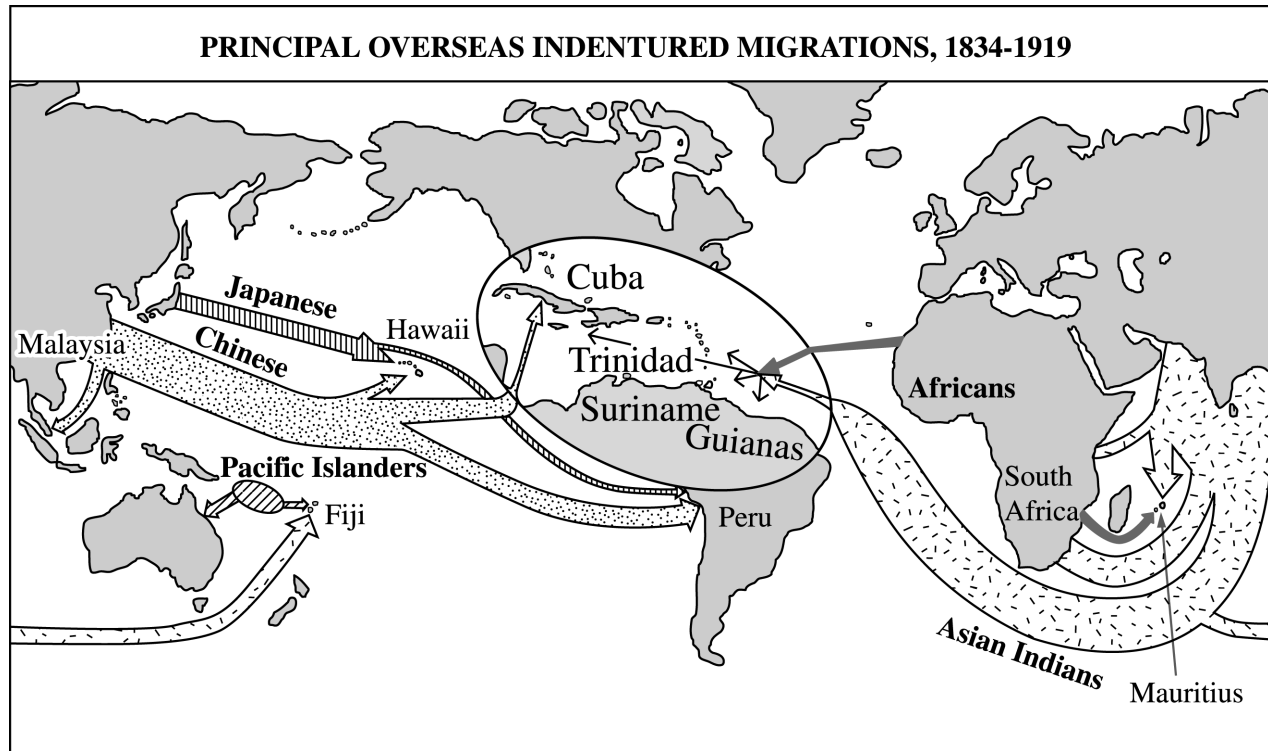 PRINCIPAL OVERSEAS INDENTURED MIGRATIONS, 1834-1919
Cuba
Japanese
Hawaii
Malaysia
Chinese
Trinidad
Africans
Suriname
Guianas
Pacific Islanders
South
Africa
Fiji
Peru
Asian Indians
Mauritius